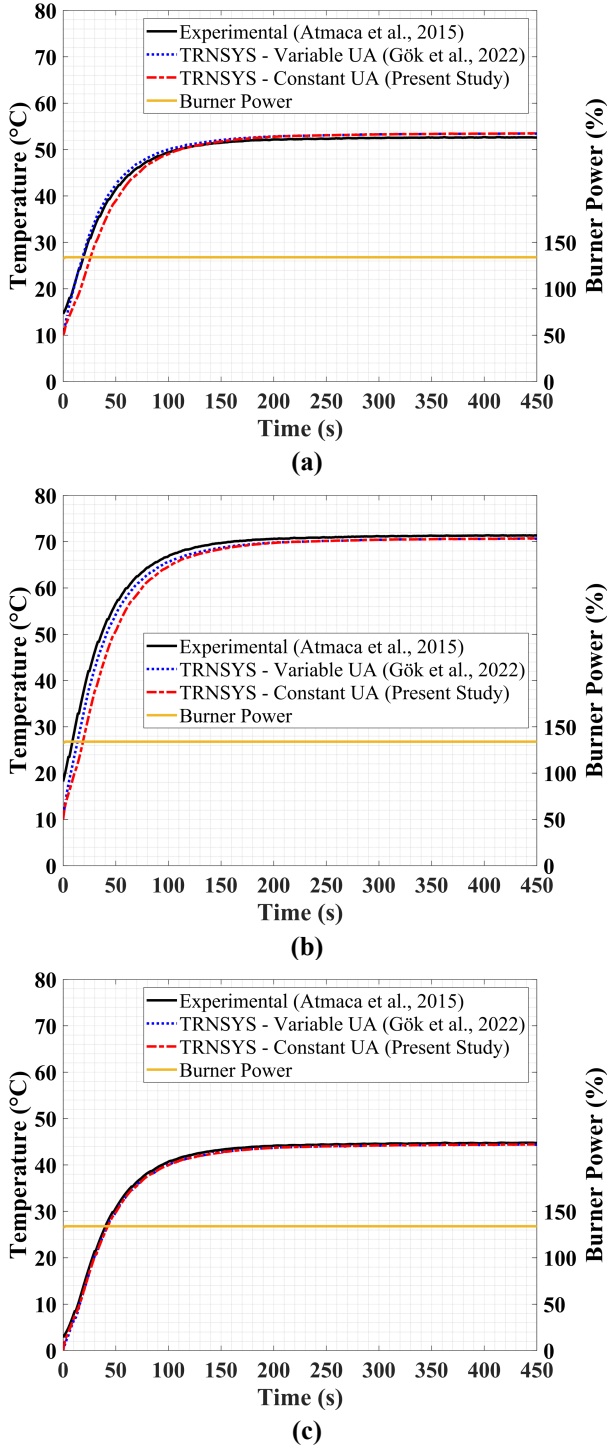 80
70
60
50
40
30
20
10
0
Temperature (°C)
Experimental (Atmaca et al., 2015)
TRNSYS - Variable UA (Gök et al., 2022)
TRNSYS - Constant UA (Present Study)
Burner Power
150
100
50
0
Burner Power (%)
0 50 100 150 200 250 300 350 400 450
Time (s)
(a)
80
70
60
50
40
30
20
10
0
Temperature (°C)
Experimental (Atmaca et al., 2015)
TRNSYS - Variable UA (Gök et al., 2022)
TRNSYS - Constant UA (Present Study)
Burner Power
150
100
50
0
Burner Power (%)
0 50 100 150 200 250 300 350 400 450
Time (s)
(b)
80
70
60
50
40
30
20
10
0
Temperature (°C)
Experimental (Atmaca et al., 2015)
TRNSYS - Variable UA (Gök et al., 2022)
TRNSYS - Constant UA (Present Study)
Burner Power
150
100
50
0
Burner Power (%)
0 50 100 150 200 250 300 350 400 450
Time (s)
(c)